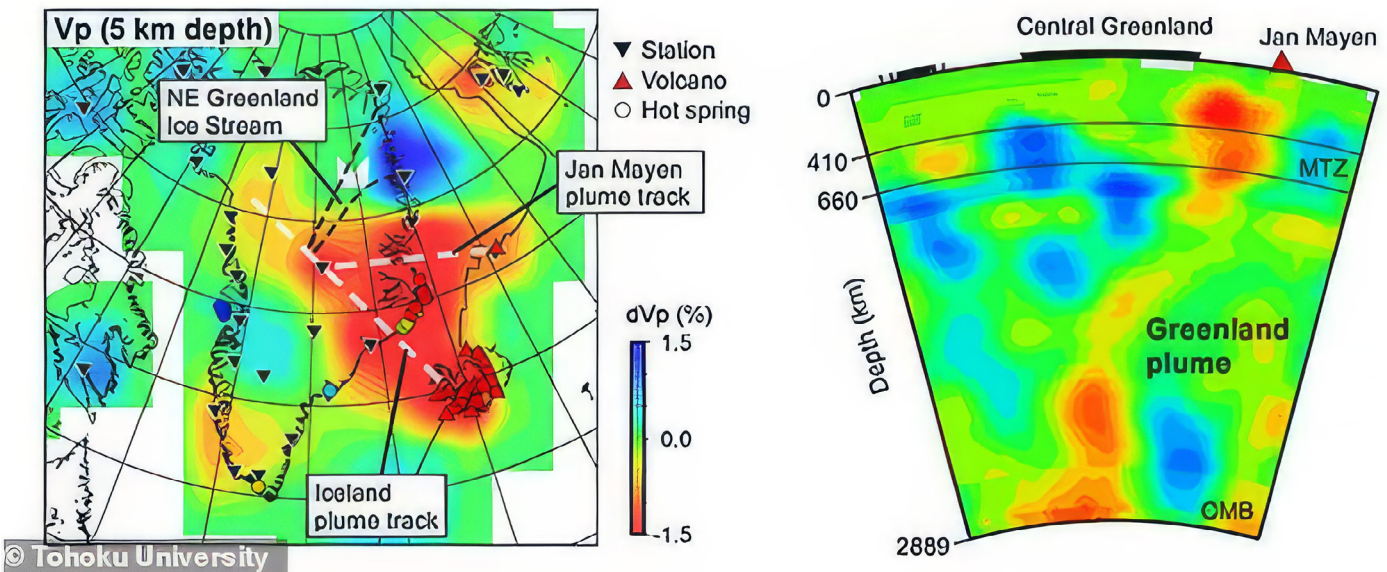 Vp (5 km depth)
NE Greenland
Ice Stream
Station
Volcano
Hot spring
Jan Mayen
plume track
dVp (%)
1.5
0.0
-1.5
Iceland
plume track
© Tohoku University
Central Greenland
Jan Mayen
0
410
660
MTZ
Depth (km)
Greenland
plume
CMB
2889